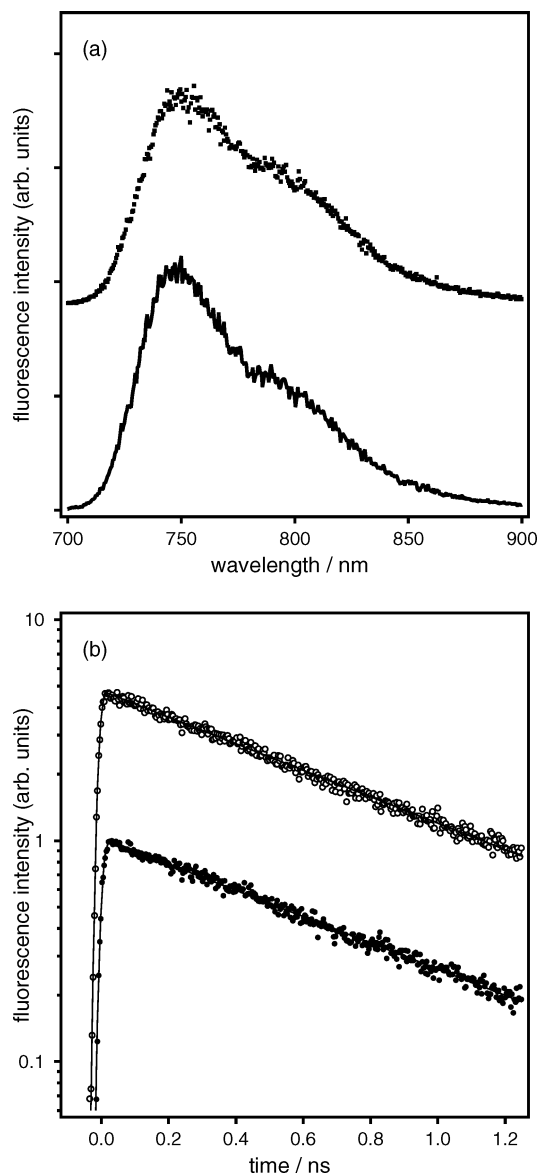 (a)
fluorescence intensity (arb. units)
700 750 800 850 900
wavelength / nm
(b)
fluorescence intensity (arb. units)
10
1
0.1
0.0 0.2 0.4 0.6 0.8 1.0 1.2
time / ns